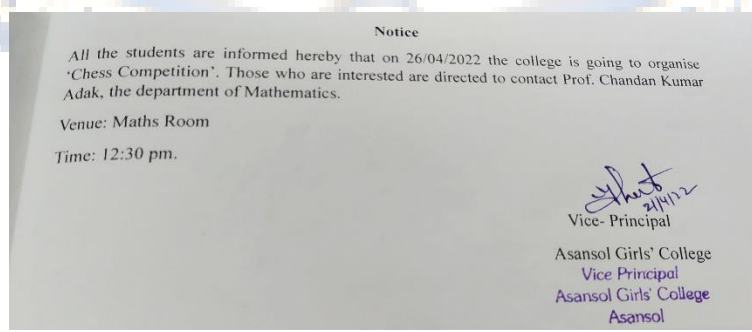 Notice
All the students are informed hereby that on 26/04/2022 the college is going to organise
‘Chess Competition’. Those who are interested are directed to contact Prof. Chandan Kumar
Adak, the department of Mathematics.
Venue: Maths Room
Time: 12:30 pm.
21/4/22
Vice- Principal
Asansol Girls’ College
Vice Principal
Asansol Girls' College
Asansol